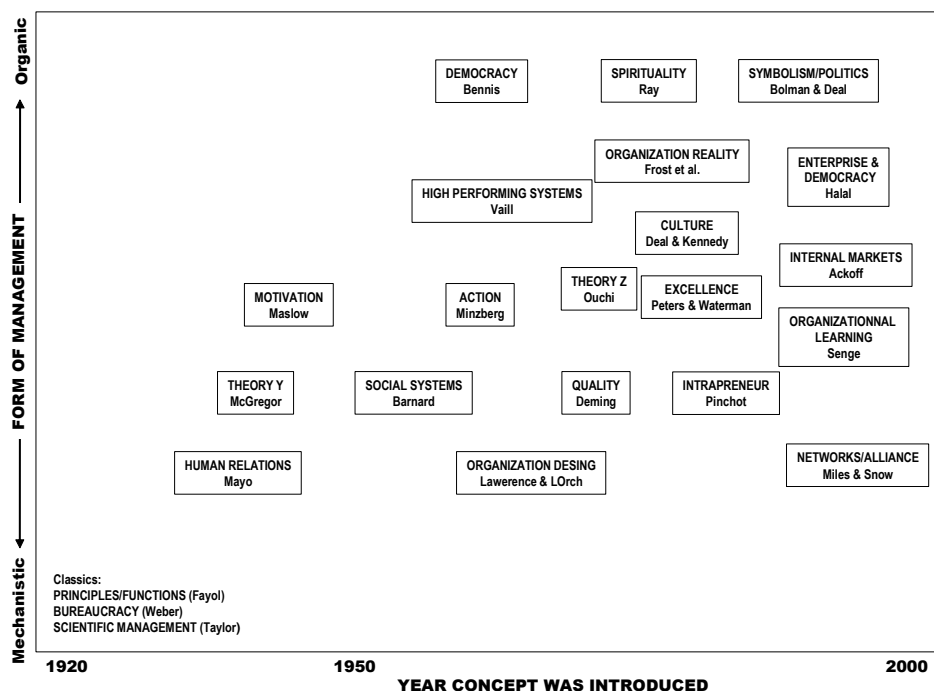 Organic
FORM OF MANAGEMENT
Mechanistic
DEMOCRACY
Bennis
SPIRITUALITY
Ray
SYMBOLISM/POLITICS
Bolman & Deal
ORGANIZATION REALITY
Frost et al.
ENTERPRISE &
DEMOCRACY
Halal
HIGH PERFORMING SYSTEMS
Vaill
CULTURE
Deal & Kennedy
INTERNAL MARKETS
Ackoff
THEORY Z
Ouchi
EXCELLENCE
Peters & Waterman
MOTIVATION
Maslow
ACTION
Minzberg
ORGANIZATIONNAL
LEARNING
Senge
THEORY Y
McGregor
SOCIAL SYSTEMS
Barnard
QUALITY
Deming
INTRAPRENEUR
Pinchot
HUMAN RELATIONS
Mayo
ORGANIZATION DESING
Lawerence & LOrch
NETWORKS/ALLIANCE
Miles & Snow
Classics:
PRINCIPLES/FUNCTIONS (Fayol)
BUREAUCRACY (Weber)
SCIENTIFIC MANAGEMENT (Taylor)
1920
1950
2000
YEAR CONCEPT WAS INTRODUCED